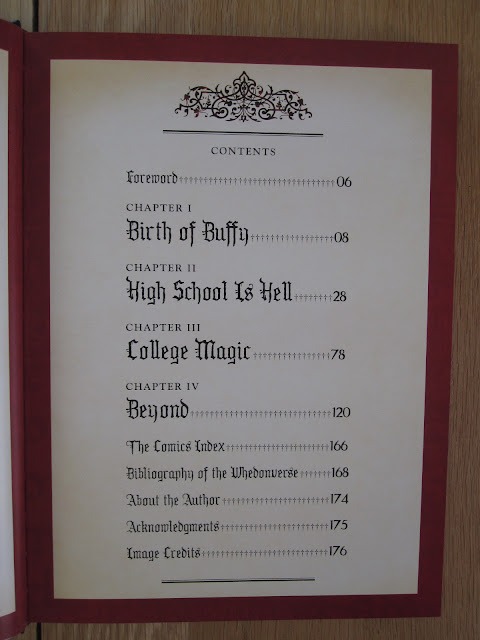 CONTENTS
Foreword††††††††††††††††††††††††††††††††06
CHAPTER I
Birth of Buffy††††††††††††††††††08
CHAPTER II
High School Is Hell††††††††28
CHAPTER III
College Magic††††††††††††††††78
CHAPTER IV
Beyond†††††††††††††††††††††††††††††120
The Comics Index††††††††††††††††††††††166
Bibliography of the Whedonverse††††††168
About the Author†††††††††††††††††††††††174
Acknowledgments†††††††††††††††††††††††175
Image Credits†††††††††††††††††††††††††††176